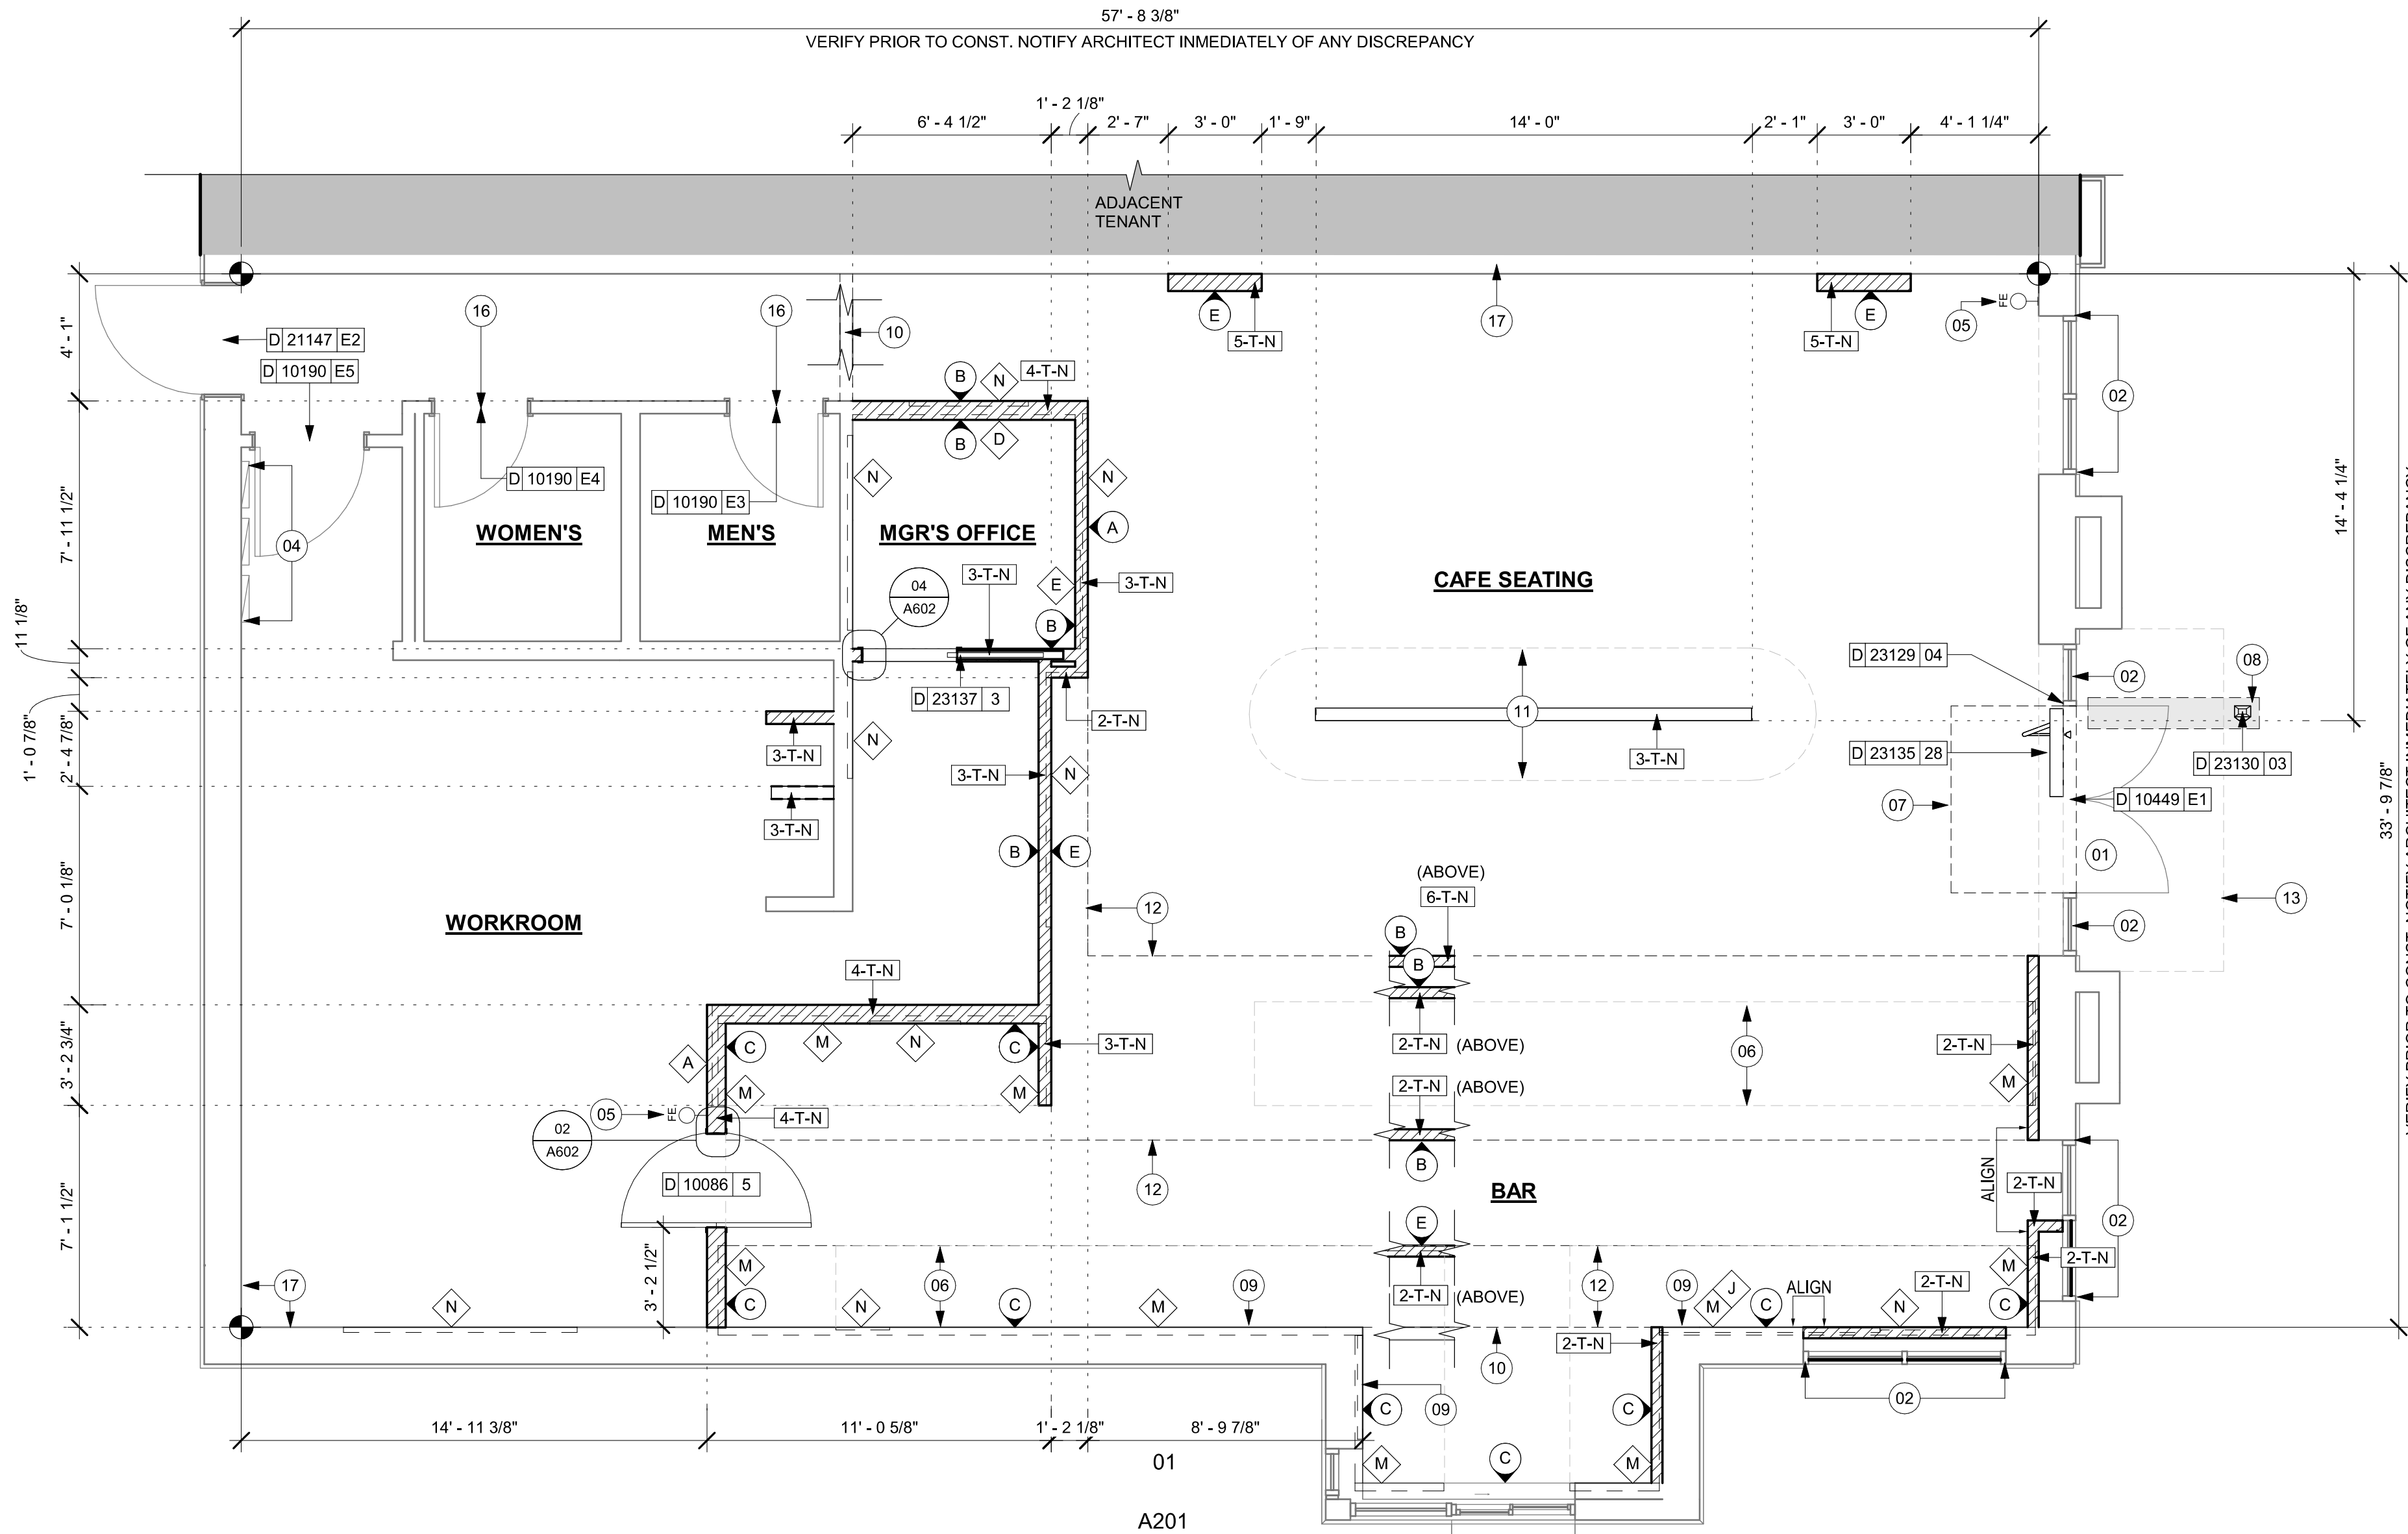 57' - 8 3/8"
VERIFY PRIOR TO CONST. NOTIFY ARCHITECT INMEDIATELY OF ANY DISCREPANCY
1' - 2 1/8"
6' - 4 1/2"
2' - 7"
3' - 0"
1' - 9"
14' - 0"
2' - 1"
3' - 0"
4' - 1 1/4"
ADJACENT
TENANT
4' - 1"
7' - 11 1/2"
11 1/8"
1' - 0 7/8"
2' - 4 7/8"
7' - 0 1/8"
3' - 2 3/4"
7' - 1 1/2"
D 21147 E2
D 10190 E5
16
16
10
E
5-T-N
17
5-T-N
E
05
FE
02
B
N
4-T-N
B
D
N
N
D 10190 E4
D 10190 E3
04
WOMEN'S
MEN'S
MGR'S OFFICE
A
04
A602
3-T-N
E
3-T-N
B
CAFE SEATING
14' - 4 1/4"
33' - 9 7/8"
D 23129 04
02
08
D 23137 3
2-T-N
11
3-T-N
N
3-T-N
3-T-N
3-T-N
N
D 23135 28
D 23130 03
07
D 10449 E1
01
B
E
(ABOVE)
6-T-N
13
12
02
WORKROOM
B
B
4-T-N
2-T-N (ABOVE)
06
2-T-N
A
C
M
N
C
3-T-N
M
M
M
2-T-N (ABOVE)
05
FE
4-T-N
02
A602
B
D 10086 5
12
BAR
ALIGN
2-T-N
02
E
M
2-T-N
M
17
3' - 2 1/2"
C
N
N
06
C
M
09
2-T-N (ABOVE)
12
09
M
J
C
ALIGN
N
2-T-N
C
2-T-N
10
02
C
09
C
14' - 11 3/8"
11' - 0 5/8"
1' - 2 1/8"
8' - 9 7/8"
01
M
C
M
A201